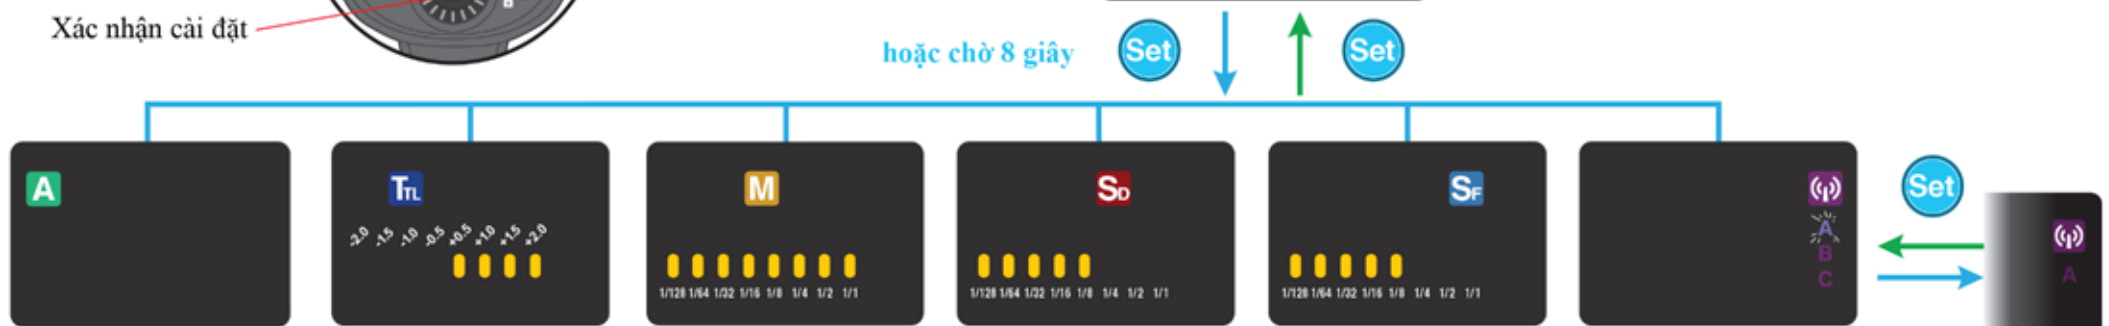 Xác nhận cài đặt
hoặc chờ 8 giây
Set
Set
A
TTL
-2.0 -1.5 -1.0 -0.5 +0.5 +1.0 +1.5 +2.0
M
1/128 1/64 1/32 1/16 1/8 1/4 1/2 1/1
SD
1/128 1/64 1/32 1/16 1/8 1/4 1/2 1/1
SF
1/128 1/64 1/32 1/16 1/8 1/4 1/2 1/1
A
B
C
Set
A